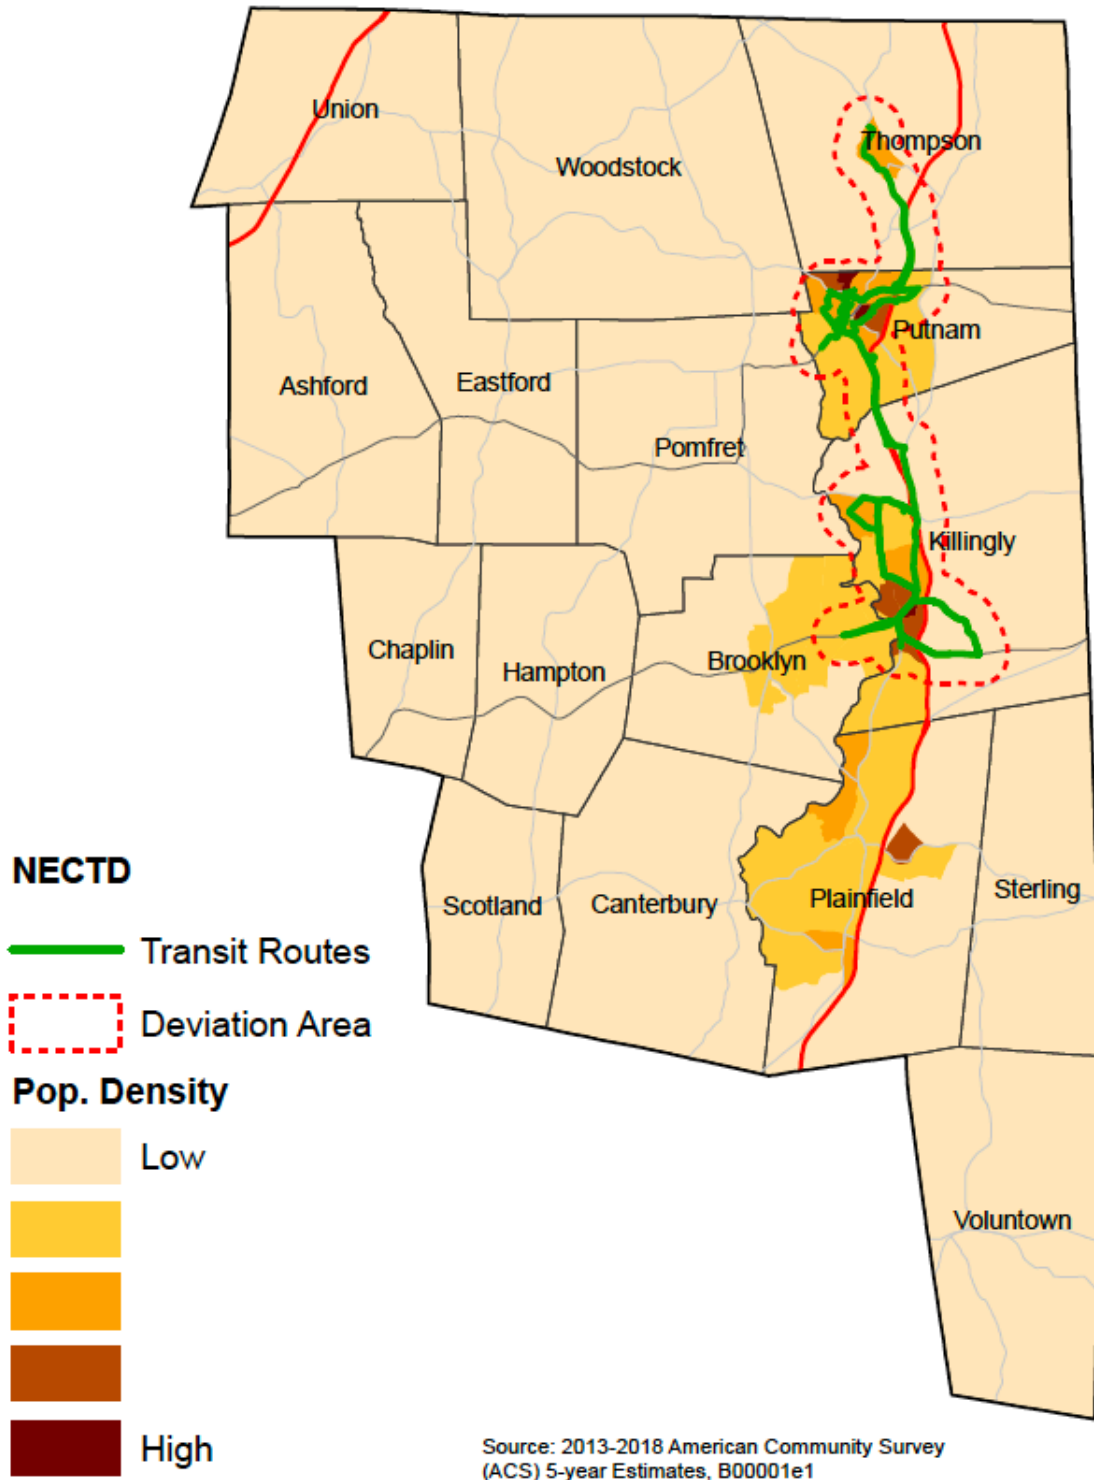 Union
Thompson
Woodstock
Putnam
Ashford
Eastford
Pomfret
Killingly
Chaplin
Hampton
Brooklyn
NECTD
Scotland
Canterbury
Plainfield
Sterling
Transit Routes
Deviation Area
Pop. Density
Low
Voluntown
High
Source: 2013-2018 American Community Survey
(ACS) 5-year Estimates, B00001e1